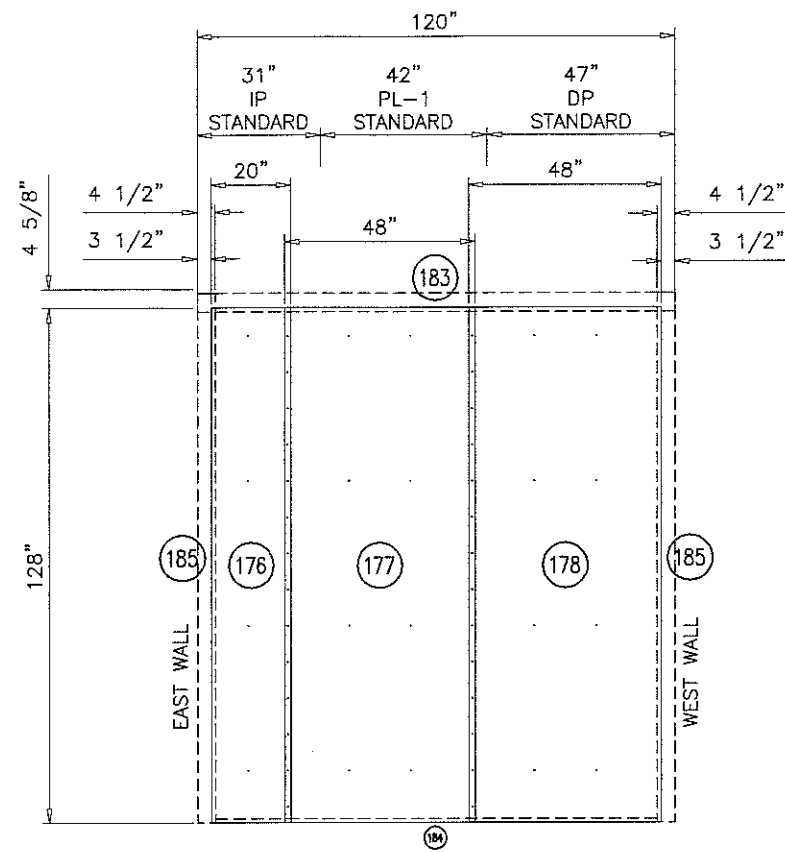 120"
31" 42" 47"
IP PL-1 DP
STANDARD STANDARD STANDARD
20" 48"
4 1/2" 4 1/2"
4 5/8"
48"
3 1/2" 3 1/2"
183
128"
185 176 177 178 185
EAST WALL
WEST WALL
184